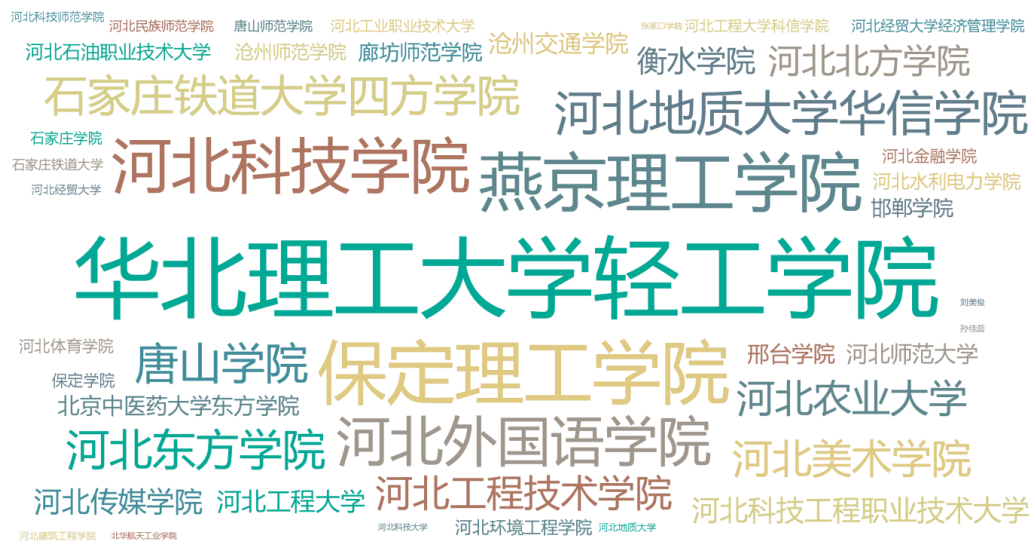 河北科技师范学院
河北民族师范学院
唐山师范学院
河北工业职业技术大学
张家口学院
河北工程大学科信学院
河北经贸大学经济管理学院
河北石油职业技术大学
沧州师范学院
廊坊师范学院
沧州交通学院
衡水学院
河北北方学院
石家庄铁道大学四方学院
河北地质大学华信学院
石家庄学院
石家庄铁道大学
河北经贸大学
河北科技学院
燕京理工学院
河北金融学院
河北水利电力学院
邯郸学院
华北理工大学轻工学院
刘美俊
孙佳磊
河北体育学院
保定学院
唐山学院
保定理工学院
邢台学院
河北师范大学
北京中医药大学东方学院
河北农业大学
河北东方学院
河北外国语学院
河北美术学院
河北传媒学院
河北工程大学
河北工程技术学院
河北科技工程职业技术大学
河北科技大学
河北环境工程学院
河北地质大学
河北建筑工程学院
北华航天工业学院